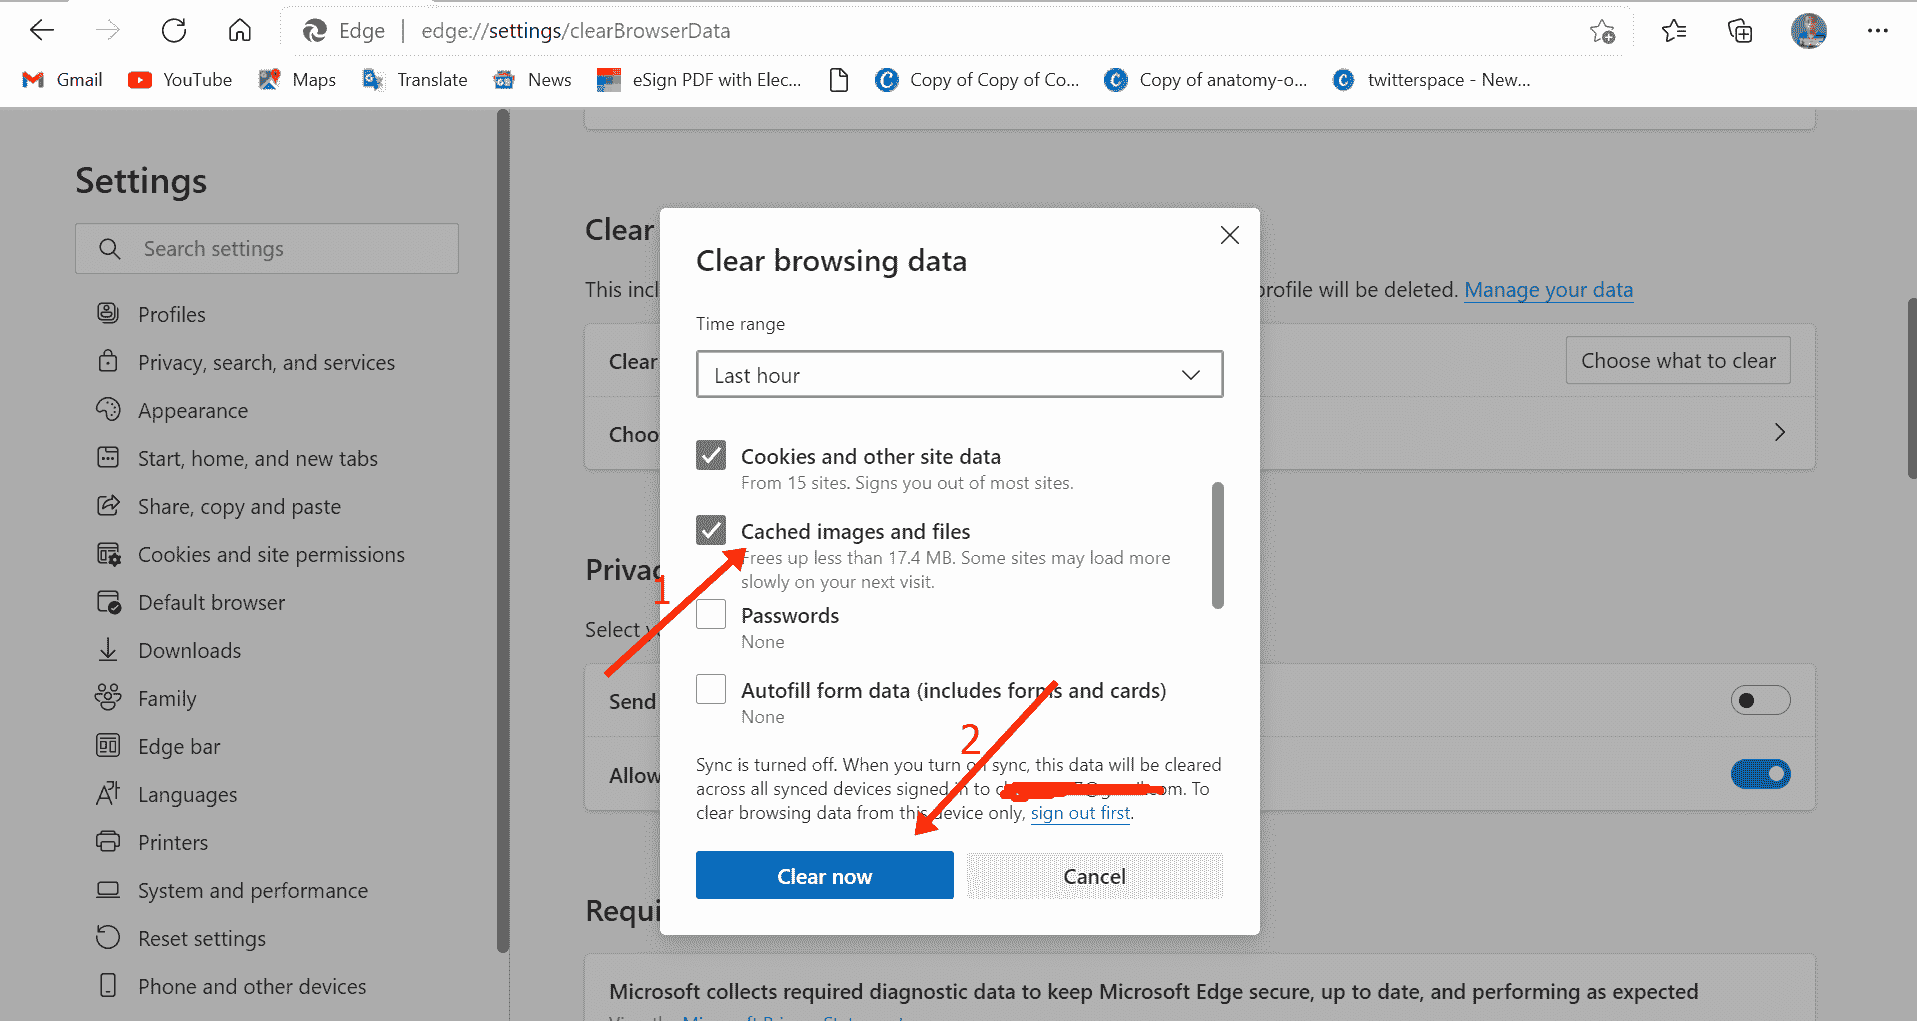 Edge | edge://settings/clearBrowserData
Gmail YouTube Maps Translate News eSign PDF with Elec... Copy of Copy of Co... Copy of anatomy-o... twitterspace - New...
Settings
Search settings
Profiles
Privacy, search, and services
Appearance
Start, home, and new tabs
Share, copy and paste
Cookies and site permissions
Default browser
Downloads
Family
Edge bar
Languages
Printers
System and performance
Reset settings
Phone and other devices
Clear
This incl
profile will be deleted. Manage your data
Clear
Choose what to clear
Choo
Privac
Select y
Send
Allow
Requi
Microsoft collects required diagnostic data to keep Microsoft Edge secure, up to date, and performing as expected
Clear browsing data
Time range
Last hour
Cookies and other site data
From 15 sites. Signs you out of most sites.
Cached images and files
Frees up less than 17.4 MB. Some sites may load more
slowly on your next visit.
1
Passwords
None
Autofill form data (includes forms and cards)
None
2
Sync is turned off. When you turn on sync, this data will be cleared
across all synced devices signed in to om. To
clear browsing data from this device only, sign out first.
Clear now
Cancel